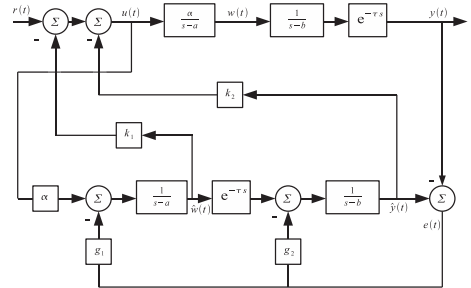 r(t) Σ Σ u(t) α/(s-a) w(t) 1/(s-b) e^{-τs} y(t)
- -
k₂
k₁
α Σ 1/(s-a) ŵ(t) e^{-τs} Σ 1/(s-b) ŷ(t) Σ
- - -
e(t)
g₁ g₂